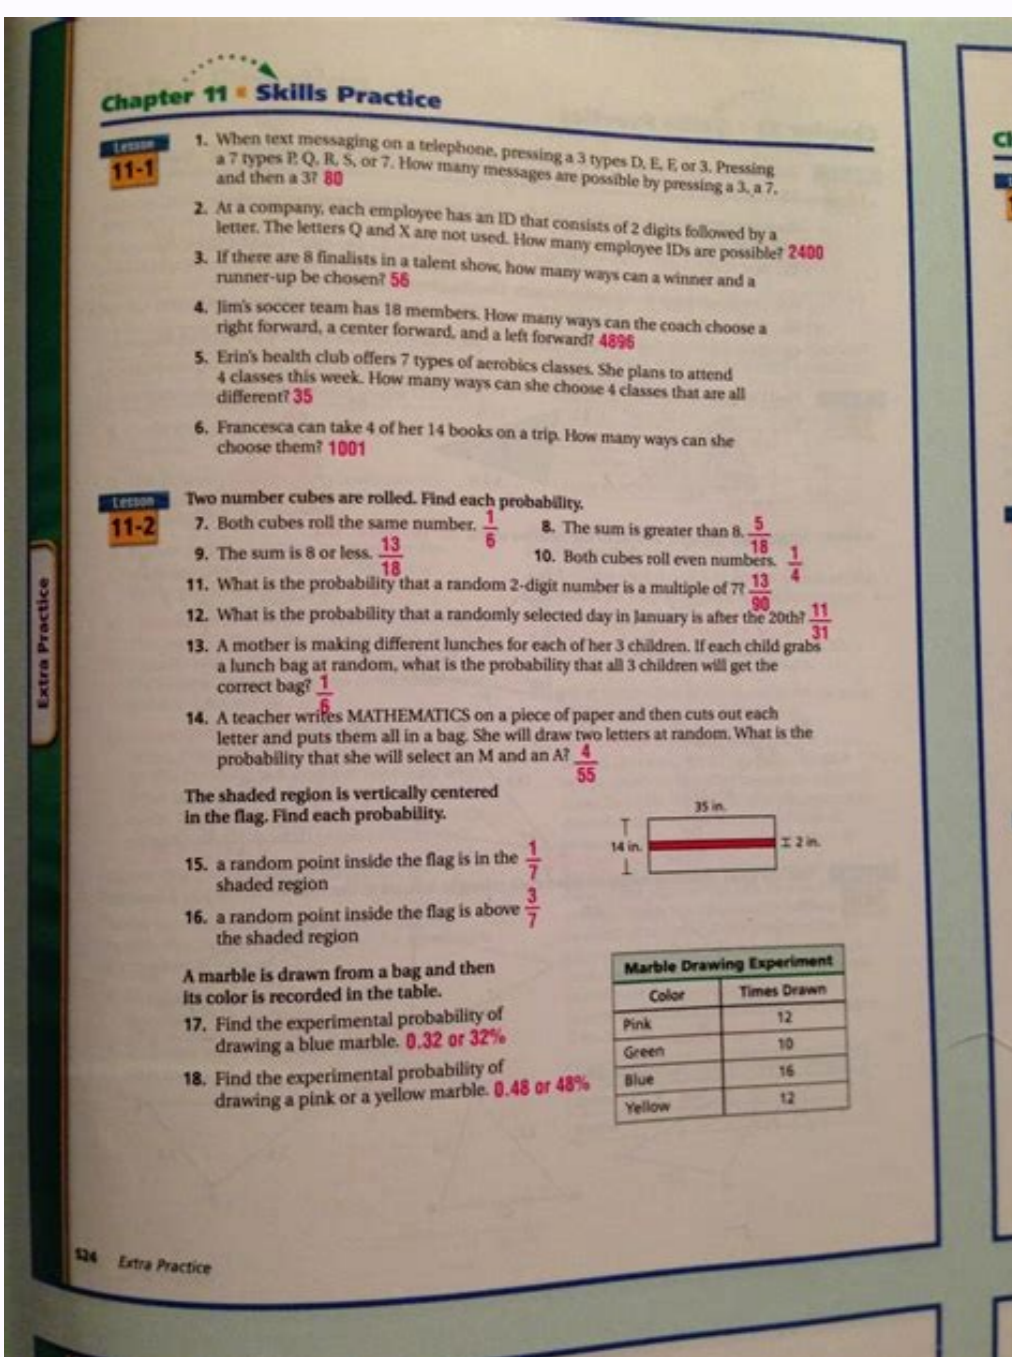 Chapter 11 ▪ Skills Practice
Lesson
11-1
1. When text messaging on a telephone, pressing a 3 types D, E, F, or 3. Pressing
a 7 types P, Q, R, S, or 7. How many messages are possible by pressing a 3, a 7,
and then a 3? 80
2. At a company, each employee has an ID that consists of 2 digits followed by a
letter. The letters Q and X are not used. How many employee IDs are possible? 2400
3. If there are 8 finalists in a talent show, how many ways can a winner and a
runner-up be chosen? 56
4. Jim's soccer team has 18 members. How many ways can the coach choose a
right forward, a center forward, and a left forward? 4896
5. Erin's health club offers 7 types of aerobics classes. She plans to attend
4 classes this week. How many ways can she choose 4 classes that are all
different? 35
6. Francesca can take 4 of her 14 books on a trip. How many ways can she
choose them? 1001
Lesson
11-2
Two number cubes are rolled. Find each probability.
7. Both cubes roll the same number. 1/6 8. The sum is greater than 8. 5/18
9. The sum is 8 or less. 13/18 10. Both cubes roll even numbers. 1/4
11. What is the probability that a random 2-digit number is a multiple of 7? 13/90
12. What is the probability that a randomly selected day in January is after the 20th? 11/31
13. A mother is making different lunches for each of her 3 children. If each child grabs
a lunch bag at random, what is the probability that all 3 children will get the
correct bag? 1/6
14. A teacher writes MATHEMATICS on a piece of paper and then cuts out each
letter and puts them all in a bag. She will draw two letters at random. What is the
probability that she will select an M and an A? 4/55
The shaded region is vertically centered
in the flag. Find each probability.
35 in.
14 in.
2 in.
15. a random point inside the flag is in the 1/7
shaded region
16. a random point inside the flag is above 3/7
the shaded region
A marble is drawn from a bag and then
its color is recorded in the table.
17. Find the experimental probability of
drawing a blue marble. 0.32 or 32%
18. Find the experimental probability of
drawing a pink or a yellow marble. 0.48 or 48%
Marble Drawing Experiment
Color Times Drawn
Pink 12
Green 10
Blue 16
Yellow 12
Extra Practice
524 Extra Practice